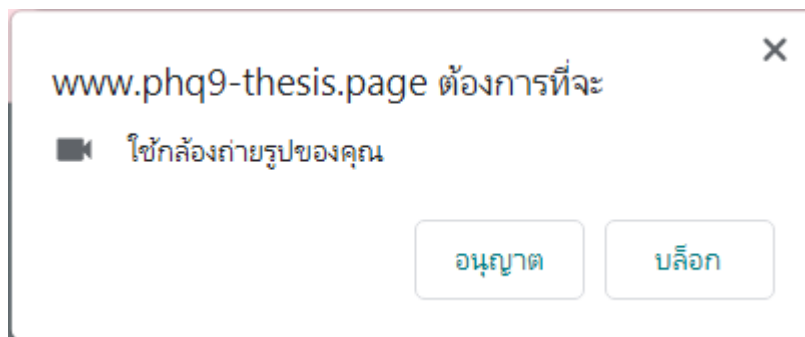 www.phq9-thesis.page ต้องการที่จะ
ใช้กล้องถ่ายรูปของคุณ
อนุญาต บล็อก